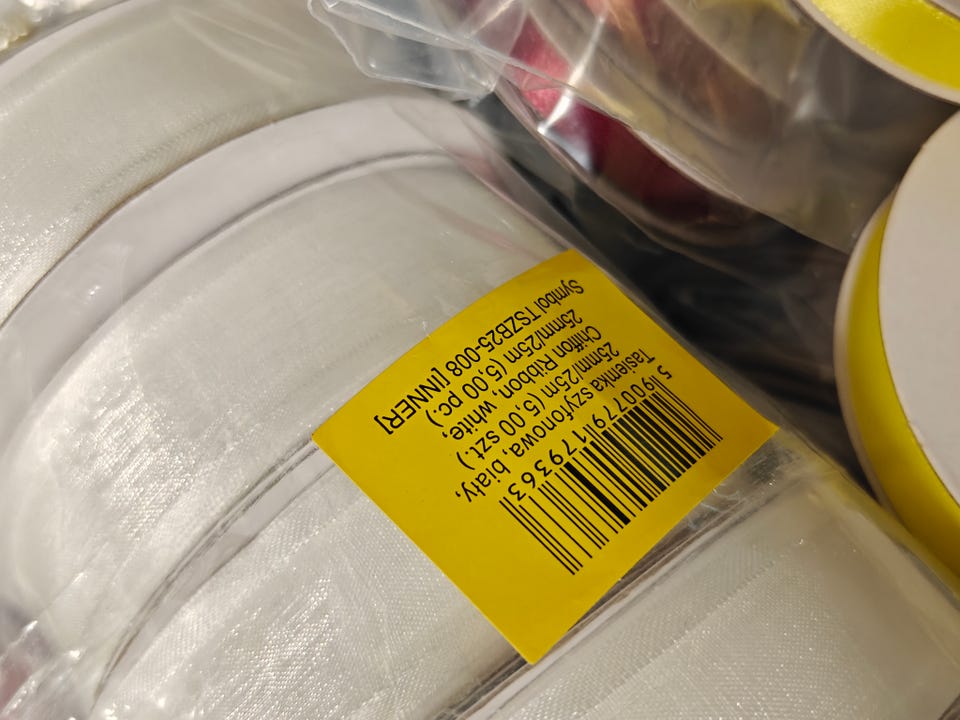 5 900779 179363
Tasiemka szyfonowa, biały,
25mm/25m (5.00 szt.)
Chiffon Ribbon, white,
25mm/25m (5,00 pc.)
Symbol TSZB25-008 [INNER]